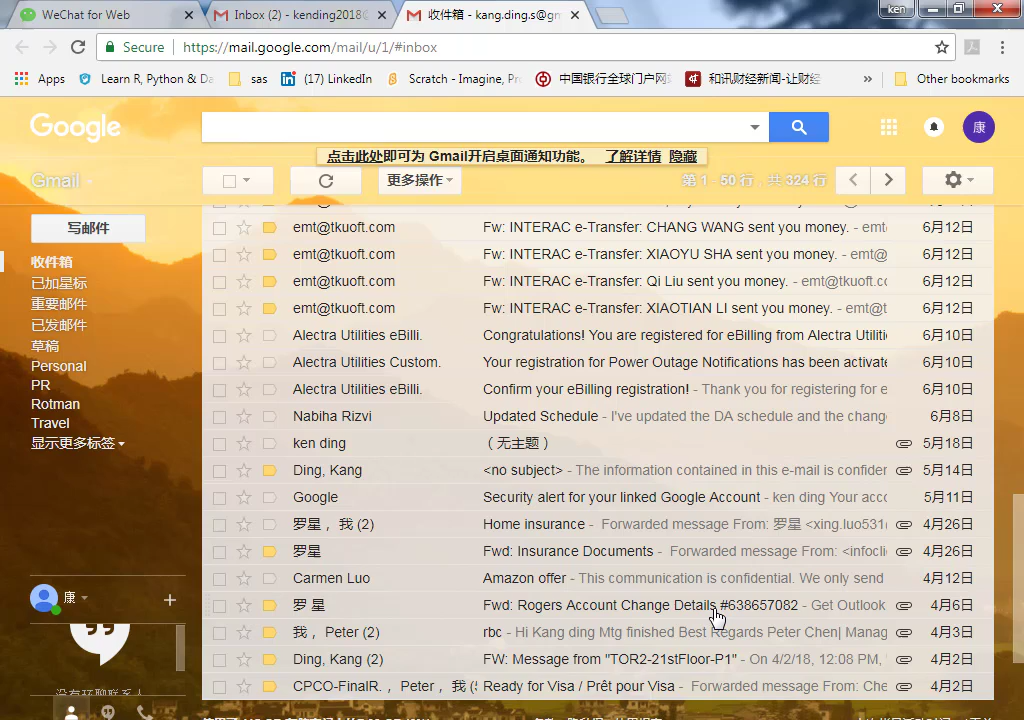 WeChat for Web
Inbox (2) - kending2018@
收件箱 - kang.ding.s@gm
ken
Secure
https://mail.google.com/mail/u/1/#inbox
Apps
Learn R, Python & Da
sas
(17) LinkedIn
Scratch - Imagine, Pro
中国银行全球门户网
和讯财经新闻-让财经
»
Other bookmarks
Google
康
点击此处即可为 Gmail开启桌面通知功能。 了解详情 隐藏
Gmail
更多操作
第 1 - 50 行，共 324 行
写邮件
收件箱
已加星标
重要邮件
已发邮件
草稿
Personal
PR
Rotman
Travel
显示更多标签
康
+
emt@tkuoft.com Fw: INTERAC e-Transfer: CHANG WANG sent you money. - emt 6月12日
emt@tkuoft.com Fw: INTERAC e-Transfer: XIAOYU SHA sent you money. - emt@ 6月12日
emt@tkuoft.com Fw: INTERAC e-Transfer: Qi Liu sent you money. - emt@tkuoft.co 6月12日
emt@tkuoft.com Fw: INTERAC e-Transfer: XIAOTIAN LI sent you money. - emt@t 6月12日
Alectra Utilities eBilli. Congratulations! You are registered for eBilling from Alectra Utiliti 6月10日
Alectra Utilities Custom. Your registration for Power Outage Notifications has been activate 6月10日
Alectra Utilities eBilli. Confirm your eBilling registration! - Thank you for registering for e 6月10日
Nabiha Rizvi Updated Schedule - I've updated the DA schedule and the chang 6月8日
ken ding （无主题） 5月18日
Ding, Kang <no subject> - The information contained in this e-mail is confider 5月14日
Google Security alert for your linked Google Account - ken ding Your acco 5月11日
罗星，我 (2) Home insurance - Forwarded message From: 罗星 <xing.luo531( 4月26日
罗星 Fwd: Insurance Documents - Forwarded message From: <infocli 4月26日
Carmen Luo Amazon offer - This communication is confidential. We only send 4月12日
罗 星 Fwd: Rogers Account Change Details #638657082 - Get Outlook 4月6日
我， Peter (2) rbc - Hi Kang ding Mtg finished Best Regards Peter Chen| Manag 4月3日
Ding, Kang (2) FW: Message from "TOR2-21stFloor-P1" - On 4/2/18, 12:08 PM, 4月2日
CPCO-FinalR. ， Peter ，我 (5 Ready for Visa / Prêt pour Visa - Forwarded message From: Che 4月2日